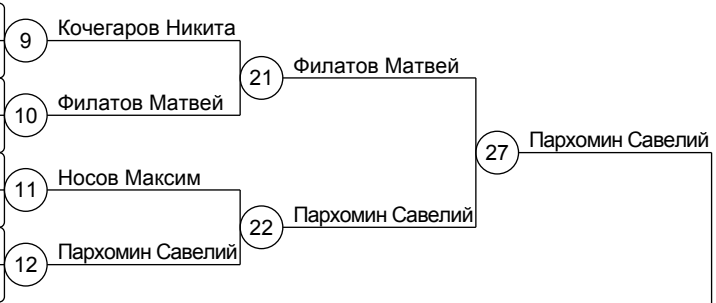 9
Кочегаров Никита
21
Филатов Матвей
10
Филатов Матвей
27
Пархомин Савелий
11
Носов Максим
22
Пархомин Савелий
12
Пархомин Савелий